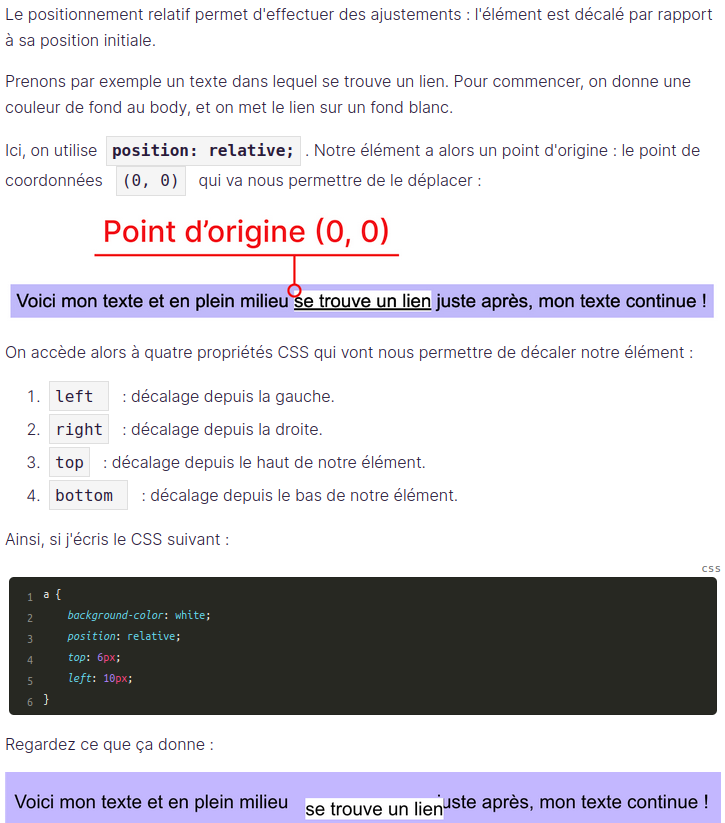 Le positionnement relatif permet d'effectuer des ajustements : l'élément est décalé par rapport
à sa position initiale.
Prenons par exemple un texte dans lequel se trouve un lien. Pour commencer, on donne une
couleur de fond au body, et on met le lien sur un fond blanc.
Ici, on utilise position: relative; . Notre élément a alors un point d'origine : le point de
coordonnées (0, 0) qui va nous permettre de le déplacer :
Point d’origine (0, 0)
Voici mon texte et en plein milieu se trouve un lien juste après, mon texte continue !
On accède alors à quatre propriétés CSS qui vont nous permettre de décaler notre élément :
1. left : décalage depuis la gauche.
2. right : décalage depuis la droite.
3. top : décalage depuis le haut de notre élément.
4. bottom : décalage depuis le bas de notre élément.
Ainsi, si j'écris le CSS suivant :
css
1 a {
2 background-color: white;
3 position: relative;
4 top: 6px;
5 left: 10px;
6 }
Regardez ce que ça donne :
Voici mon texte et en plein milieu se trouve un lien juste après, mon texte continue !